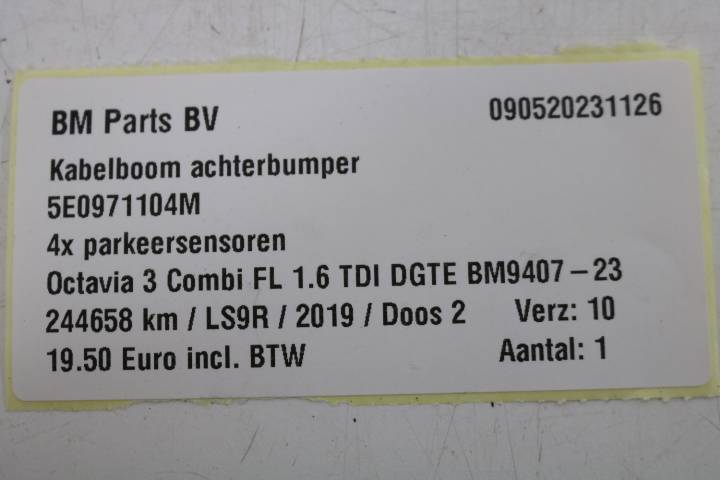 BM Parts BV 090520231126
Kabelboom achterbumper
5E0971104M
4x parkeersensoren
Octavia 3 Combi FL 1.6 TDI DGTE BM9407-23
244658 km / LS9R / 2019 / Doos 2 Verz: 10
19.50 Euro incl. BTW Aantal: 1